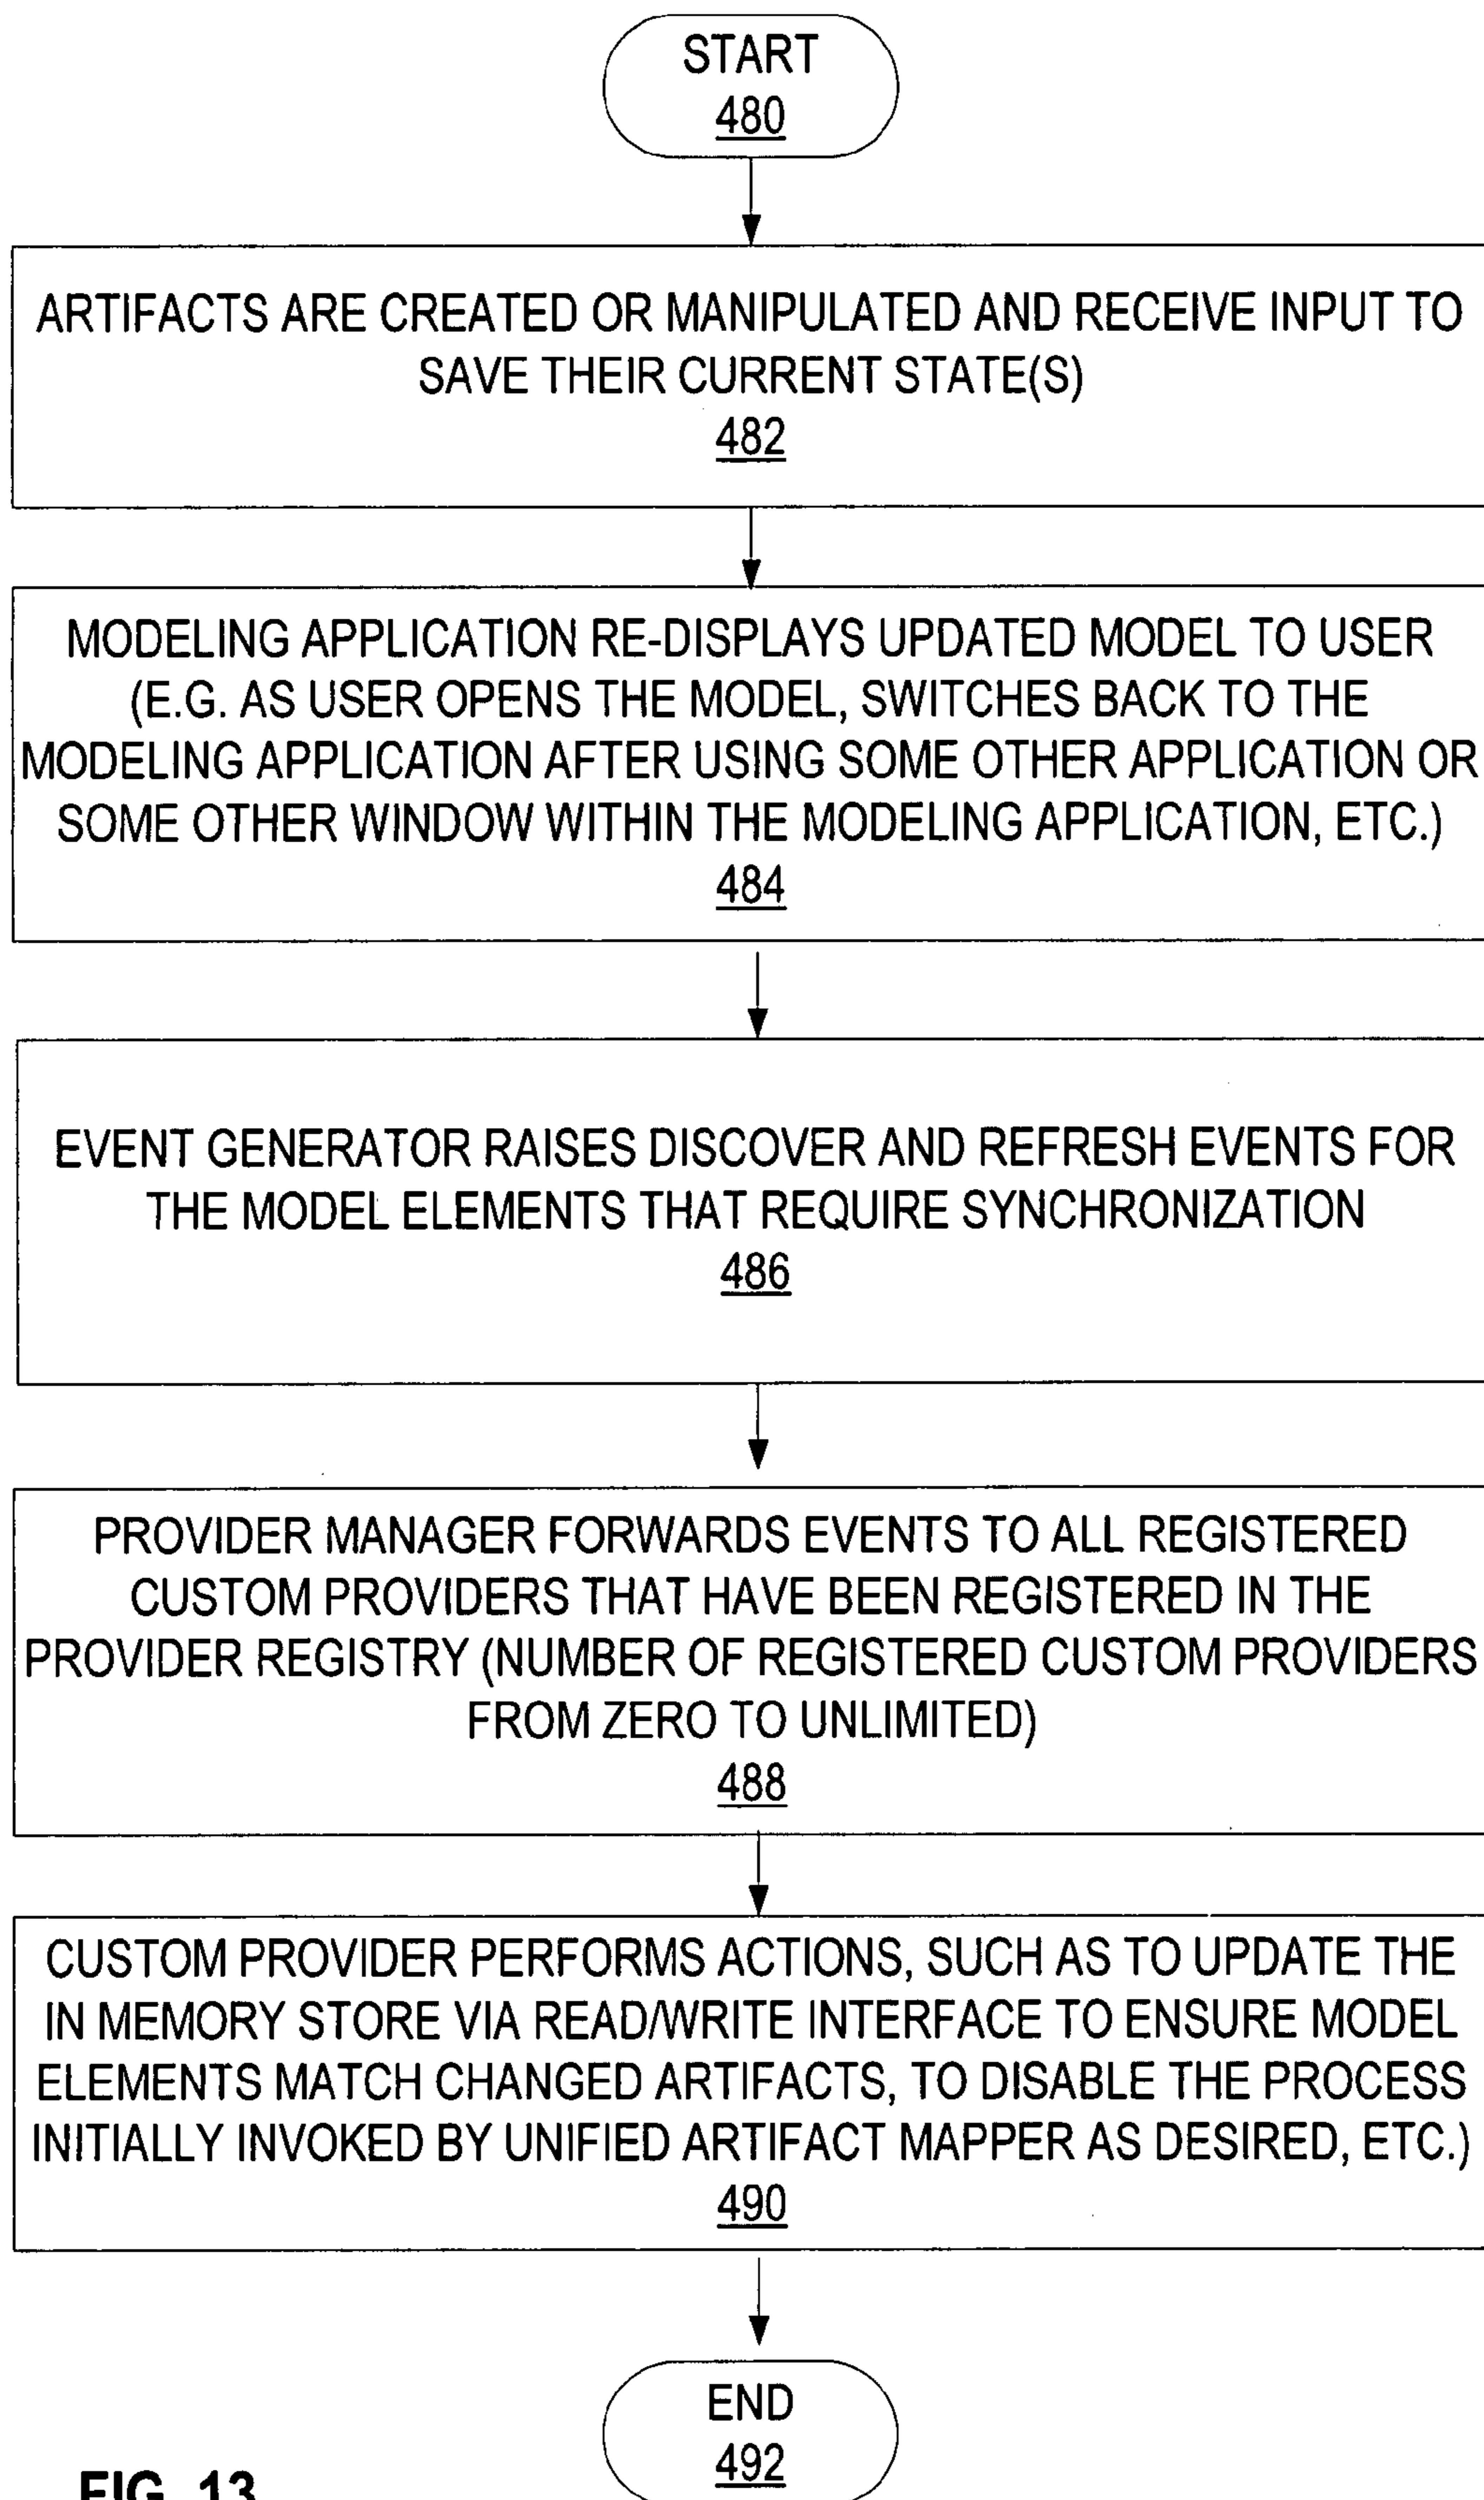 START
480
ARTIFACTS ARE CREATED OR MANIPULATED AND RECEIVE INPUT TO
SAVE THEIR CURRENT STATE(S)
482
MODELING APPLICATION RE-DISPLAYS UPDATED MODEL TO USER
(E.G. AS USER OPENS THE MODEL, SWITCHES BACK TO THE
MODELING APPLICATION AFTER USING SOME OTHER APPLICATION OR
SOME OTHER WINDOW WITHIN THE MODELING APPLICATION, ETC.)
484
EVENT GENERATOR RAISES DISCOVER AND REFRESH EVENTS FOR
THE MODEL ELEMENTS THAT REQUIRE SYNCHRONIZATION
486
PROVIDER MANAGER FORWARDS EVENTS TO ALL REGISTERED
CUSTOM PROVIDERS THAT HAVE BEEN REGISTERED IN THE
PROVIDER REGISTRY (NUMBER OF REGISTERED CUSTOM PROVIDERS
FROM ZERO TO UNLIMITED)
488
CUSTOM PROVIDER PERFORMS ACTIONS, SUCH AS TO UPDATE THE
IN MEMORY STORE VIA READ/WRITE INTERFACE TO ENSURE MODEL
ELEMENTS MATCH CHANGED ARTIFACTS, TO DISABLE THE PROCESS
INITIALLY INVOKED BY UNIFIED ARTIFACT MAPPER AS DESIRED, ETC.)
490
END
492
FIG. 13